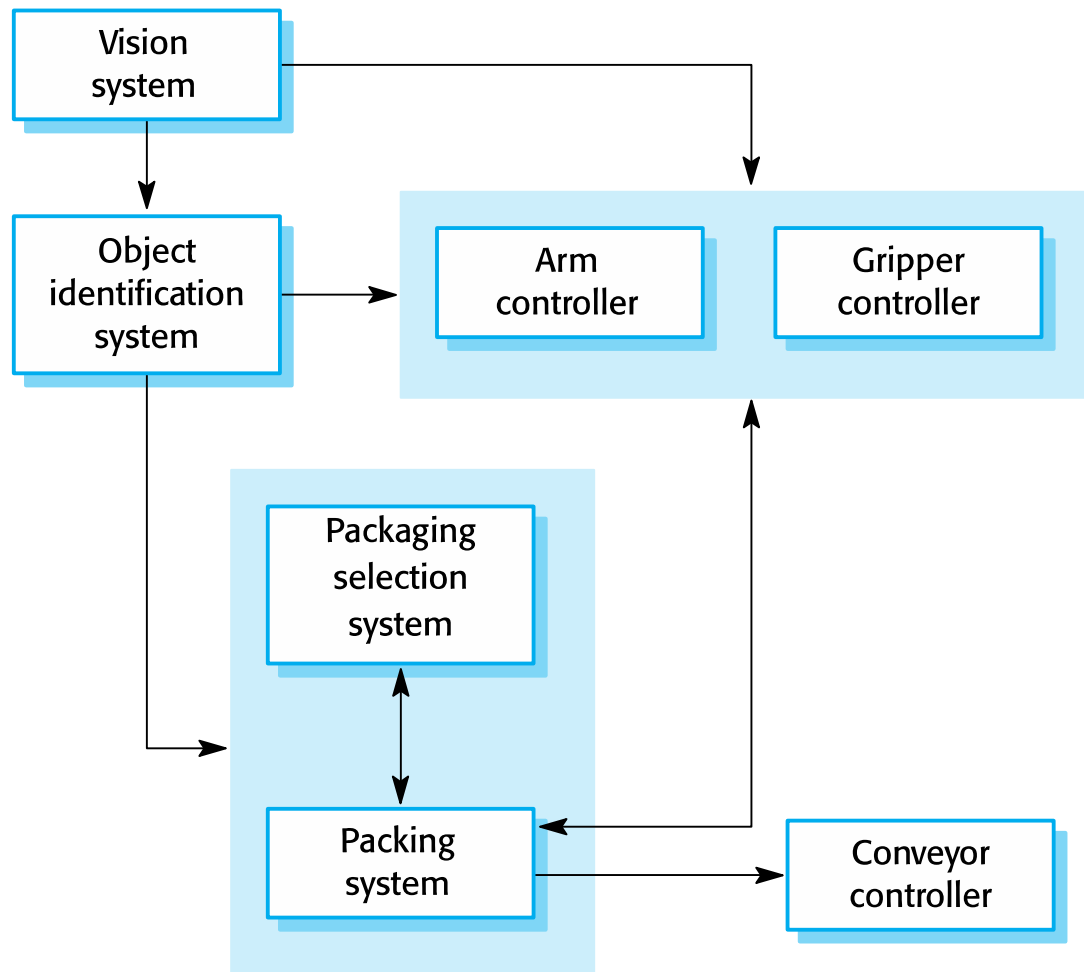 Vision
system
Object
identification
system
Arm
controller
Gripper
controller
Packaging
selection
system
Packing
system
Conveyor
controller